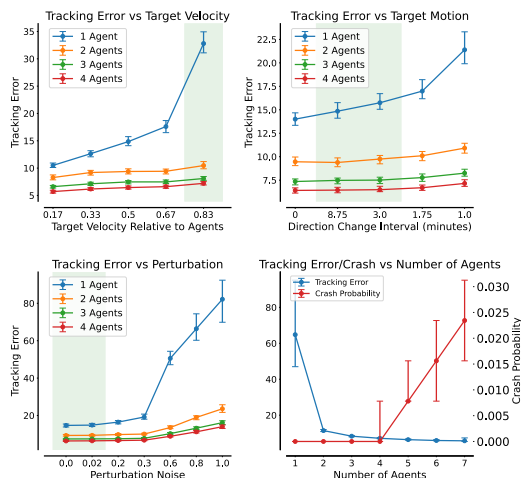 Tracking Error vs Target Velocity
35
30
25
20
15
10
5
Tracking Error
1 Agent
2 Agents
3 Agents
4 Agents
0.17 0.33 0.5 0.67 0.83
Target Velocity Relative to Agents
Tracking Error vs Target Motion
22.5
20.0
17.5
15.0
12.5
10.0
7.5
Tracking Error
1 Agent
2 Agents
3 Agents
4 Agents
0 8.75 3.0 1.75 1.0
Direction Change Interval (minutes)
Tracking Error vs Perturbation
80
60
40
20
Tracking Error
1 Agent
2 Agents
3 Agents
4 Agents
0.0 0.02 0.2 0.3 0.6 0.8 1.0
Perturbation Noise
Tracking Error/Crash vs Number of Agents
80
60
40
20
Tracking Error
Tracking Error
Crash Probability
0.030
0.025
0.020
0.015
0.010
0.005
0.000
Crash Probability
1 2 3 4 5 6 7
Number of Agents